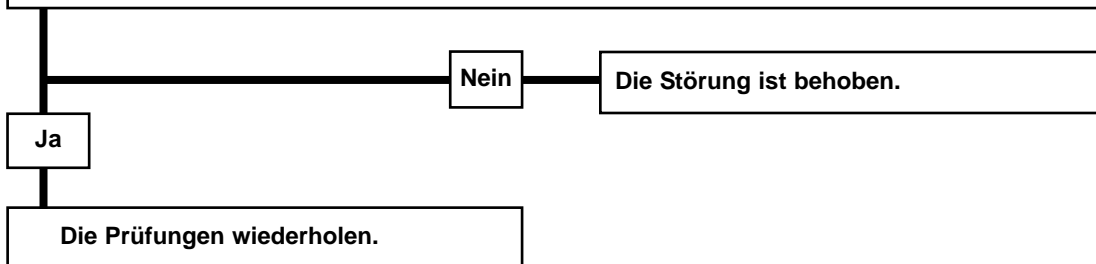 Nein
Die Störung ist behoben.
Ja
Die Prüfungen wiederholen.